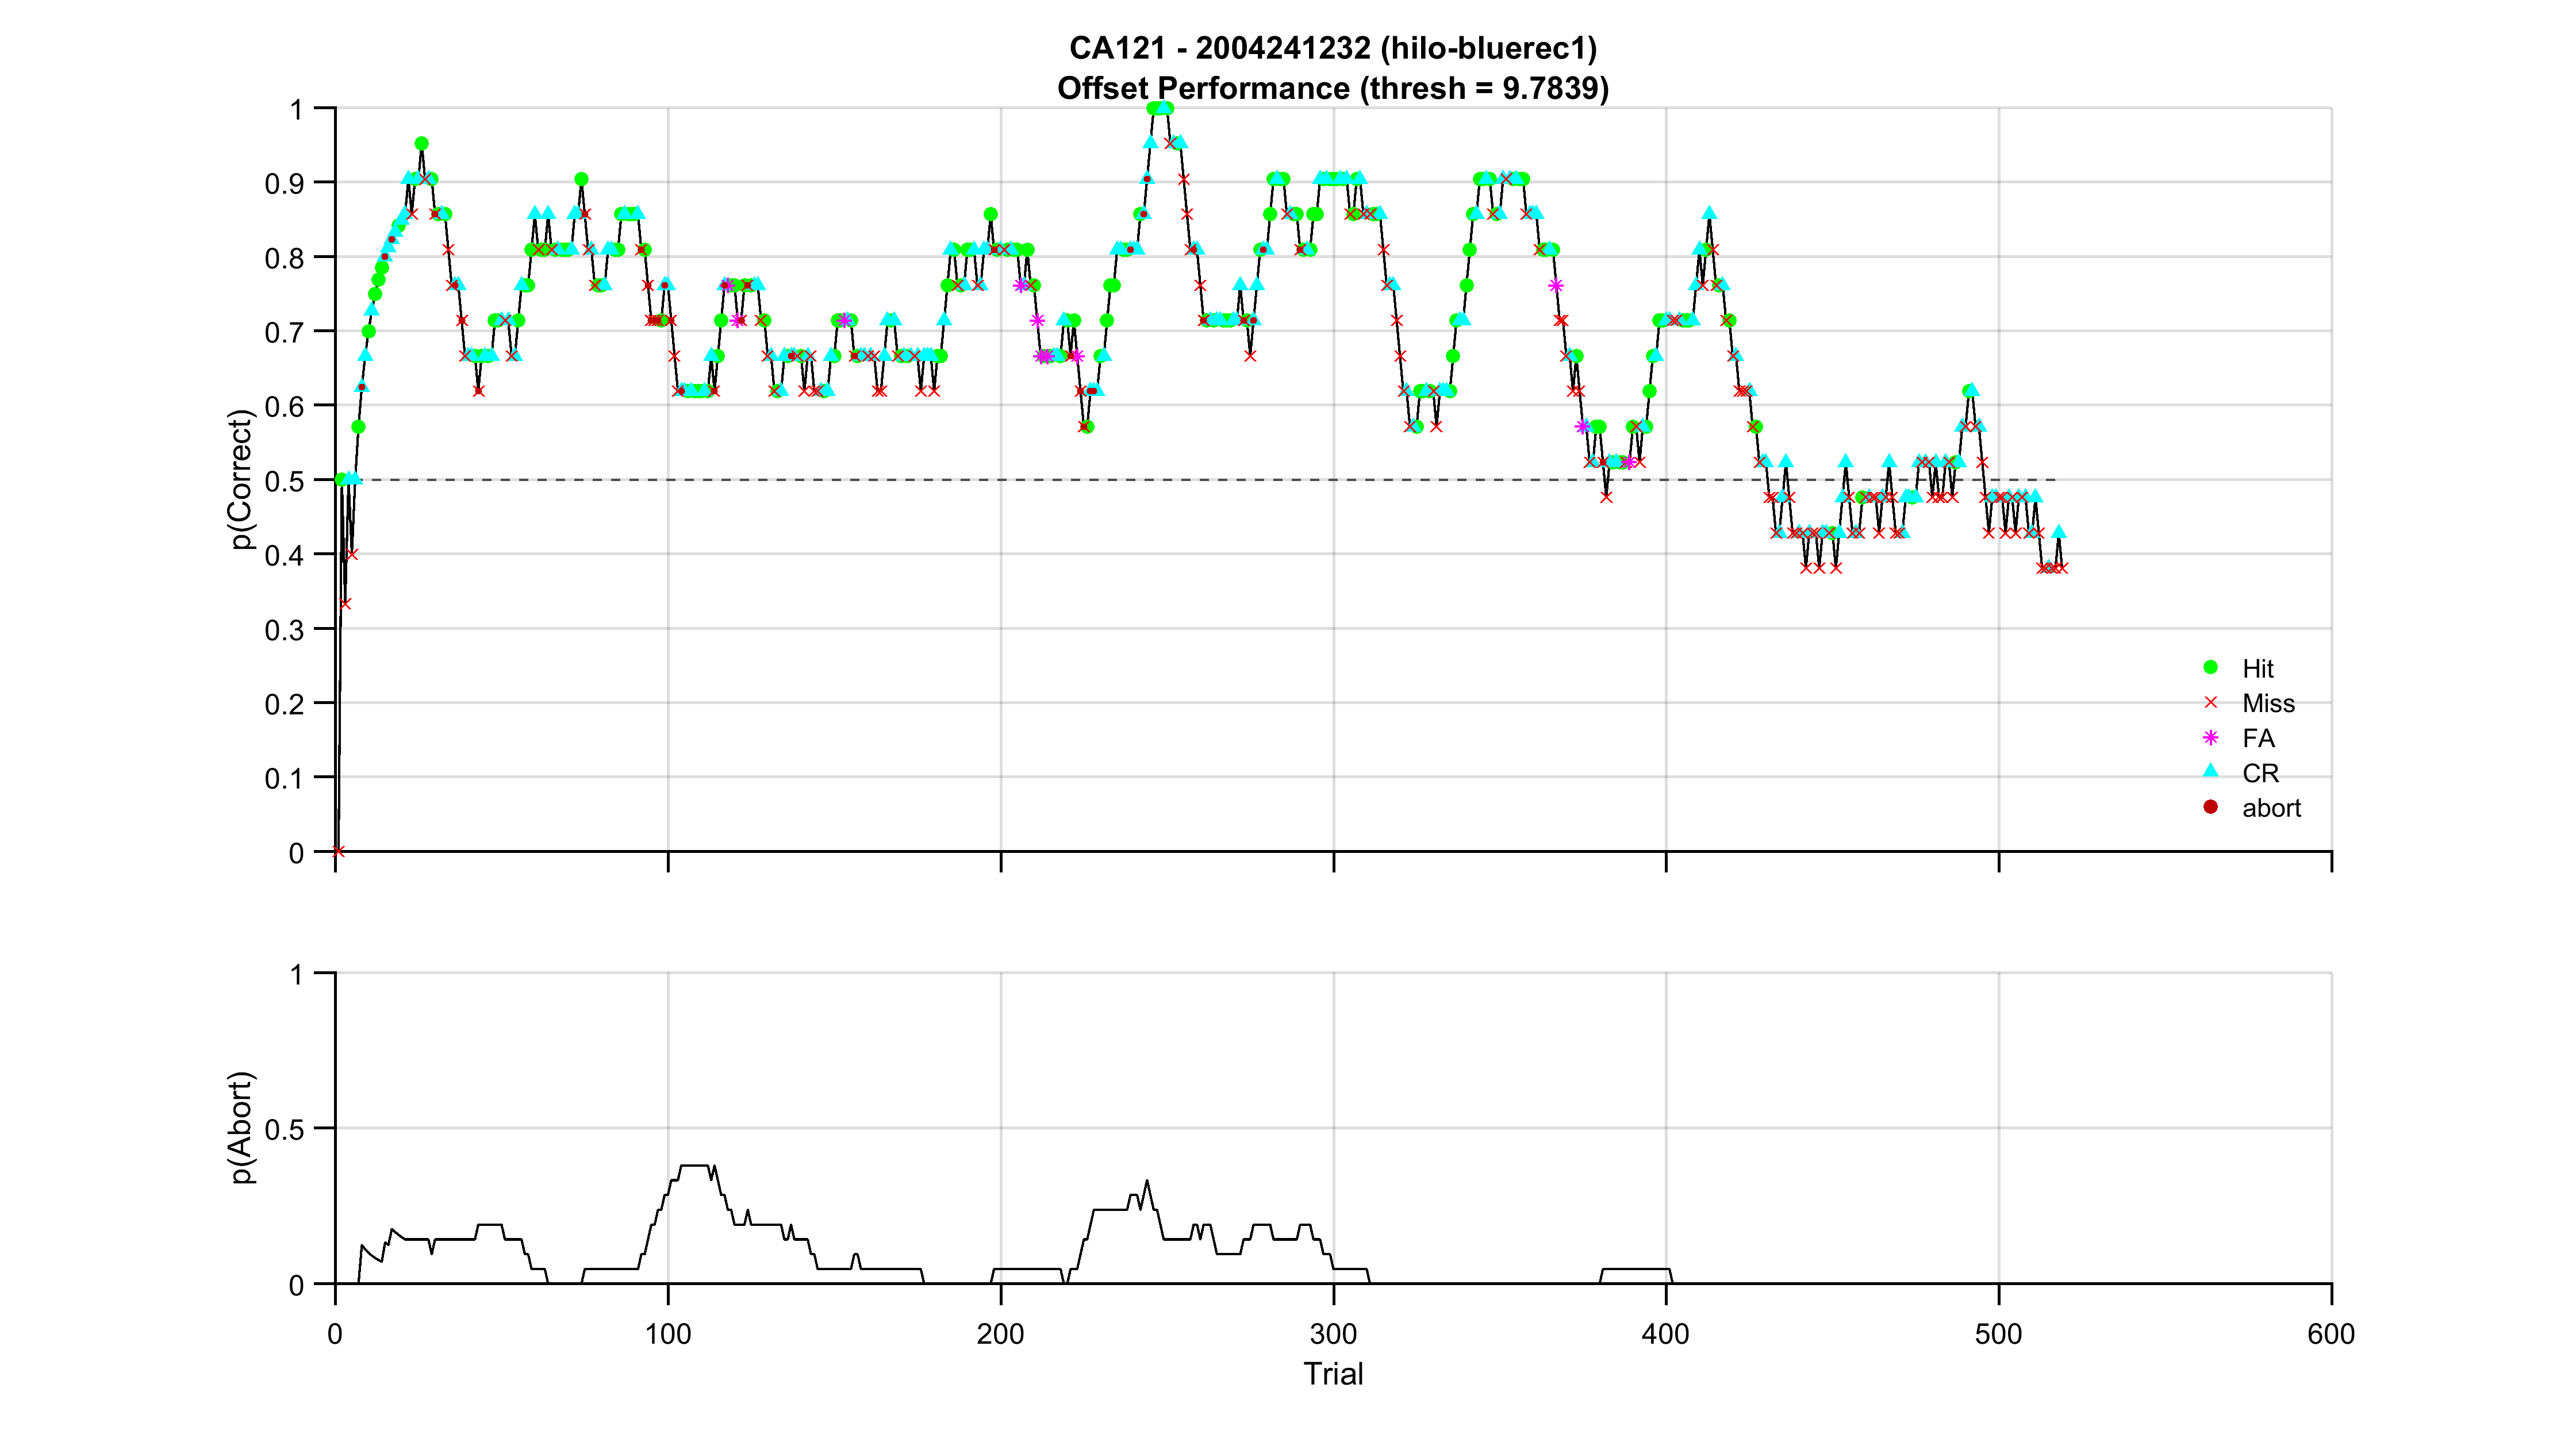 CA121 - 2004241232 (hilo-bluerec1)
Offset Performance (thresh = 9.7839)
1
0.9
0.8
0.7
0.6
0.5
0.4
0.3
0.2
0.1
0
p(Correct)
Hit
Miss
FA
CR
abort
1
0.5
0
p(Abort)
0 100 200 300 400 500 600
Trial